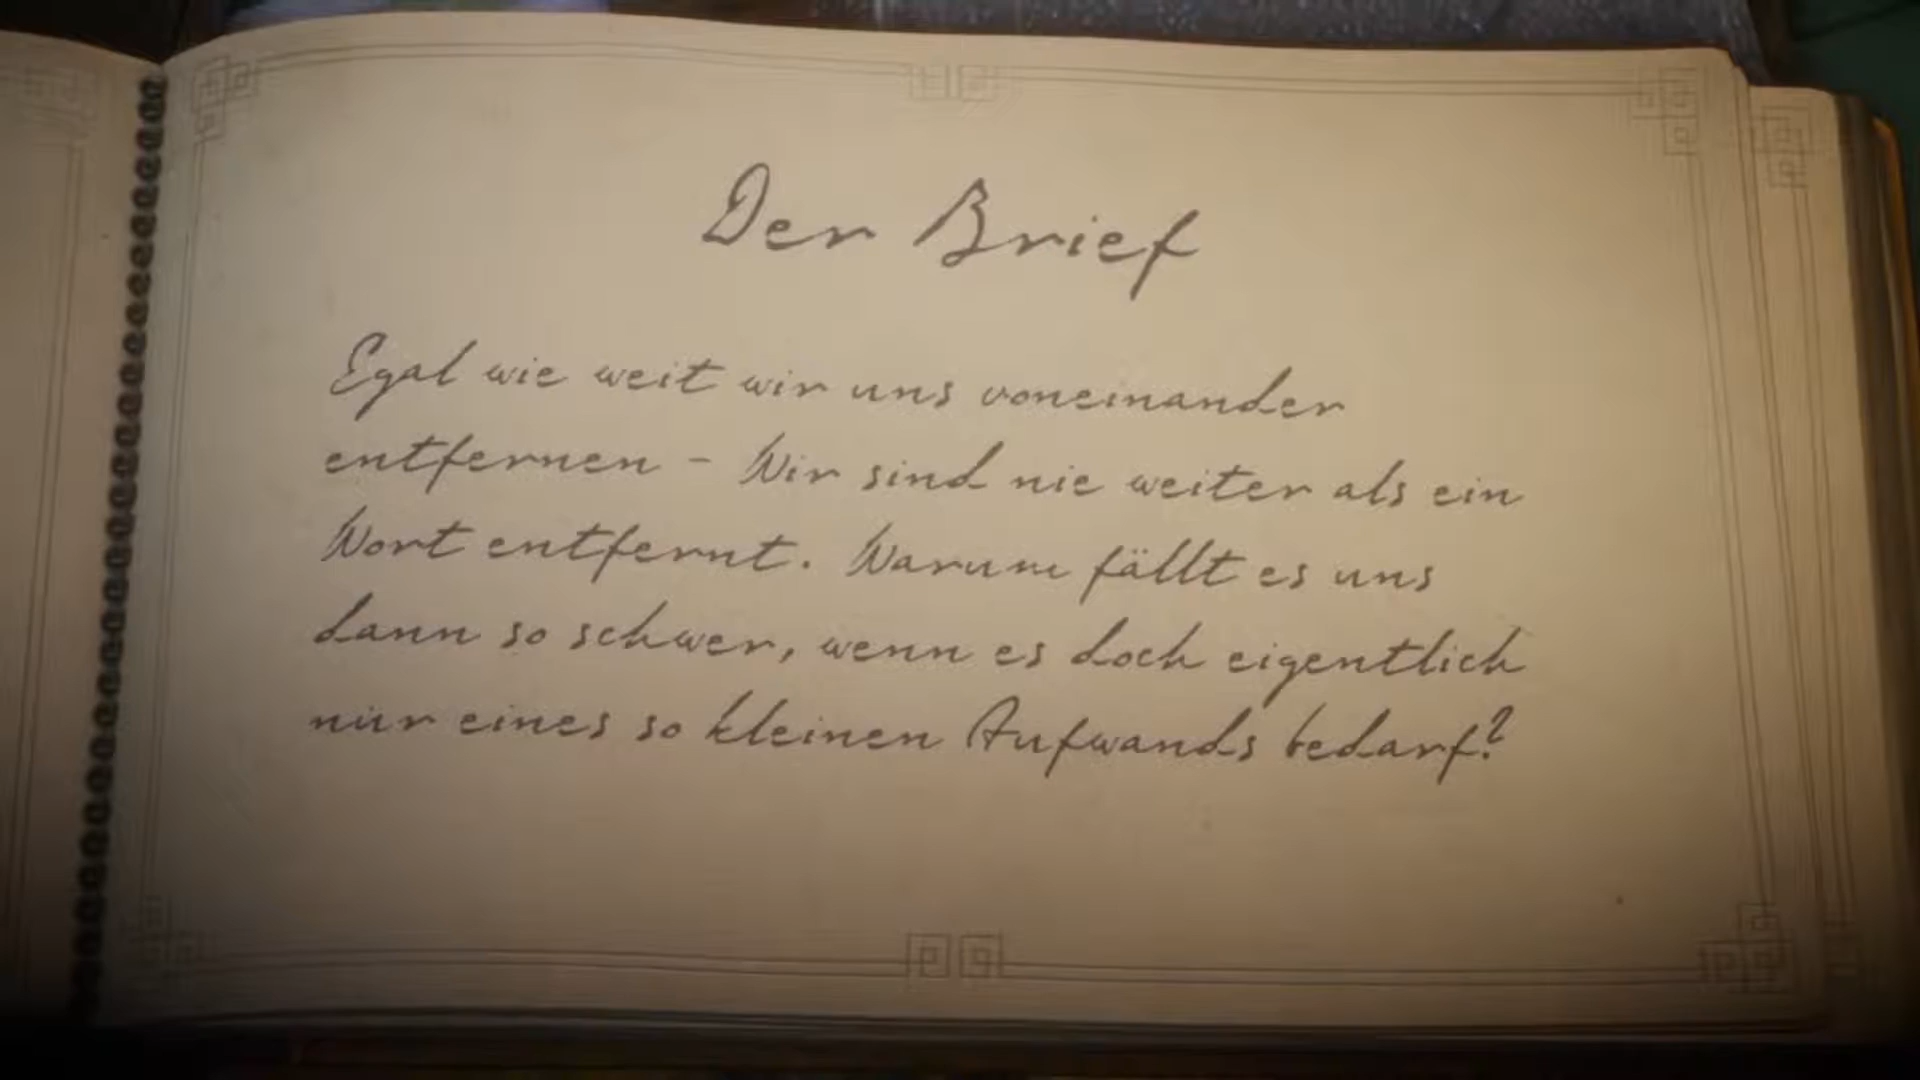 Der Brief
Egal wie weit wir uns voneinander
entfernen - Wir sind nie weiter als ein
Wort entfernt. Warum fällt es uns
dann so schwer, wenn es doch eigentlich
nur eines so kleinen Aufwands bedarf?